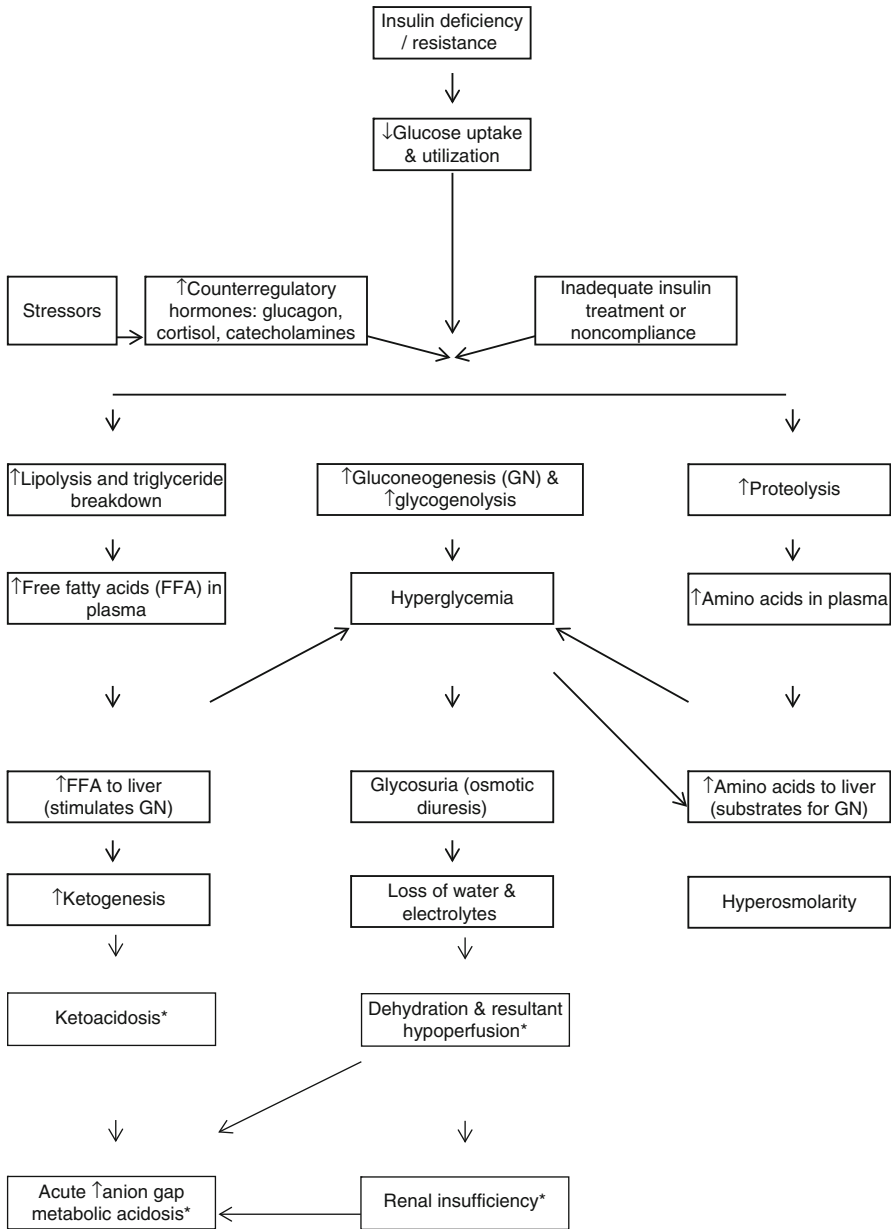 Insulin deficiency
/ resistance
↓Glucose uptake
& utilization
Stressors
↑Counterregulatory
hormones: glucagon,
cortisol, catecholamines
Inadequate insulin
treatment or
noncompliance
↑Lipolysis and triglyceride
breakdown
↑Gluconeogenesis (GN) &
↑glycogenolysis
↑Proteolysis
↑Free fatty acids (FFA) in
plasma
Hyperglycemia
↑Amino acids in plasma
↑FFA to liver
(stimulates GN)
Glycosuria (osmotic
diuresis)
↑Amino acids to liver
(substrates for GN)
↑Ketogenesis
Loss of water &
electrolytes
Hyperosmolarity
Ketoacidosis*
Dehydration & resultant
hypoperfusion*
Acute ↑anion gap
metabolic acidosis*
Renal insufficiency*